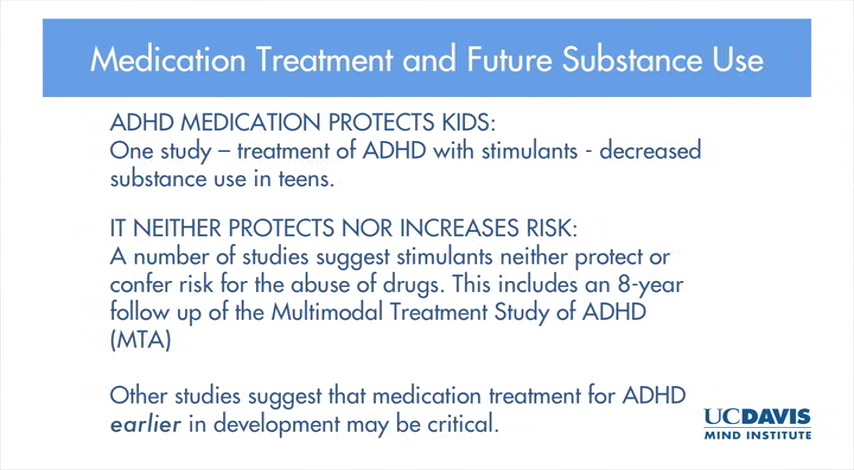 Medication Treatment and Future Substance Use
ADHD MEDICATION PROTECTS KIDS:
One study – treatment of ADHD with stimulants - decreased
substance use in teens.
IT NEITHER PROTECTS NOR INCREASES RISK:
A number of studies suggest stimulants neither protect or
confer risk for the abuse of drugs. This includes an 8-year
follow up of the Multimodal Treatment Study of ADHD
(MTA)
Other studies suggest that medication treatment for ADHD
earlier in development may be critical.
UCDAVIS
MIND INSTITUTE